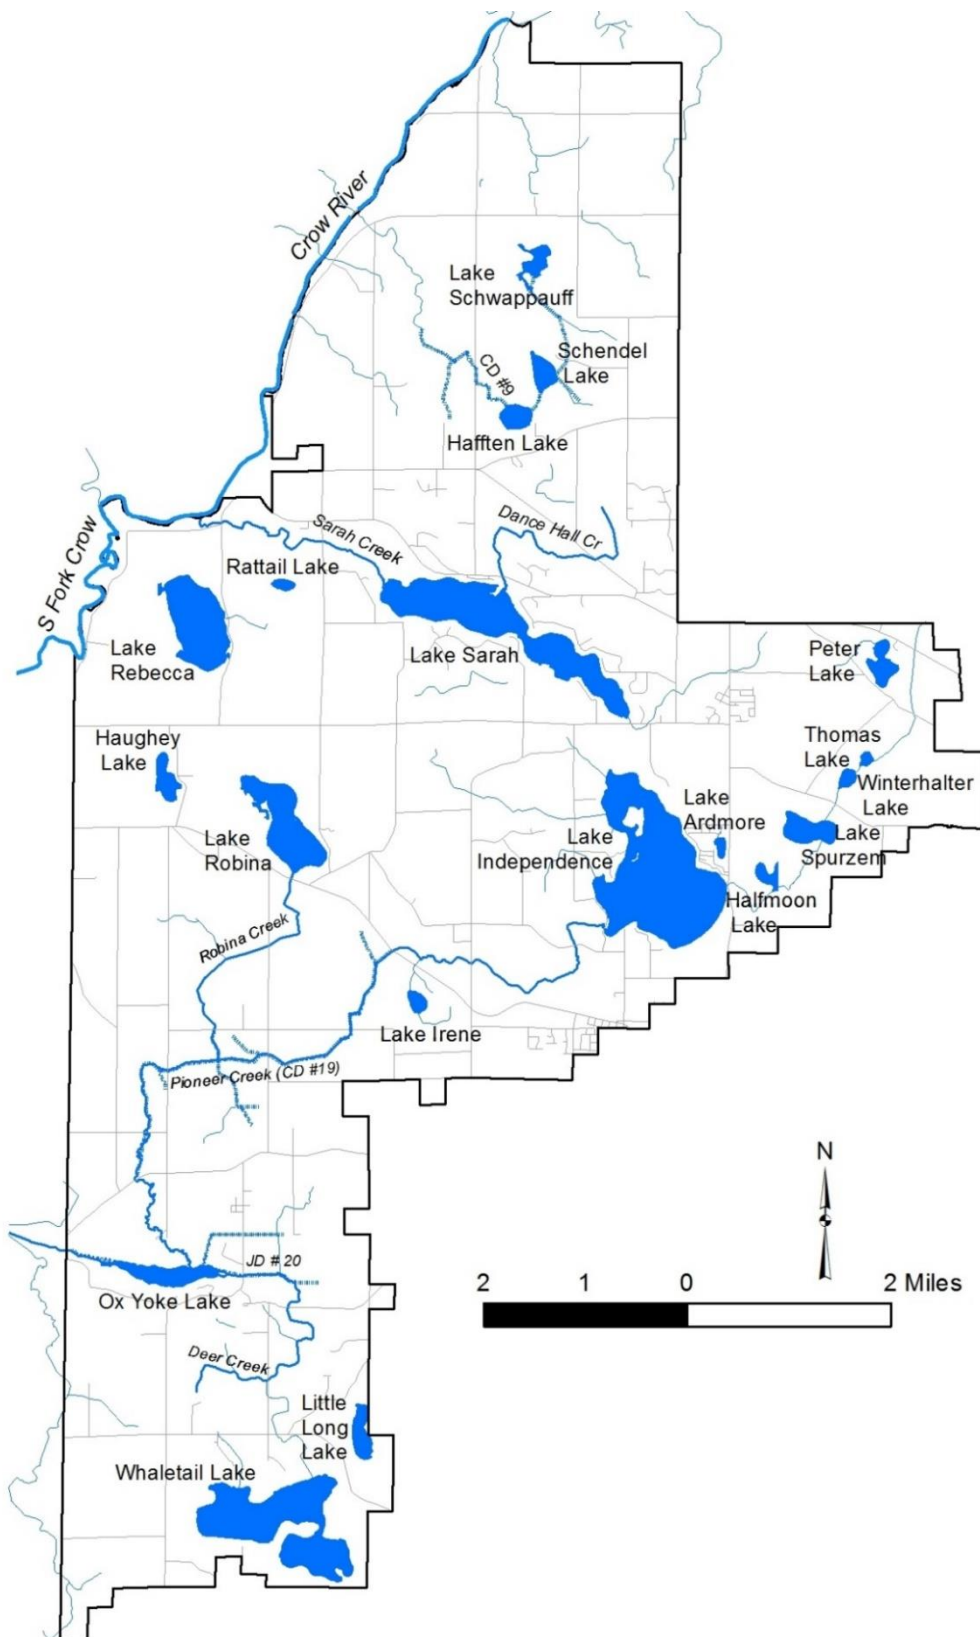 Crow River
Lake
Schwappauff
Schendel
Lake
CD #9
Hafften Lake
S Fork Crow
Sarah Creek
Dance Hall Cr
Rattail Lake
Lake
Rebecca
Lake Sarah
Peter
Lake
Haughey
Lake
Thomas
Lake
Winterhalter
Lake
Lake
Ardmore
Lake
Robina
Lake
Independence
Lake
Spurzem
Halfmoon
Lake
Robina Creek
Lake Irene
Pioneer Creek (CD #19)
N
JD # 20
Ox Yoke Lake
2 1 0 2 Miles
Deer Creek
Little
Long
Lake
Whaletail Lake